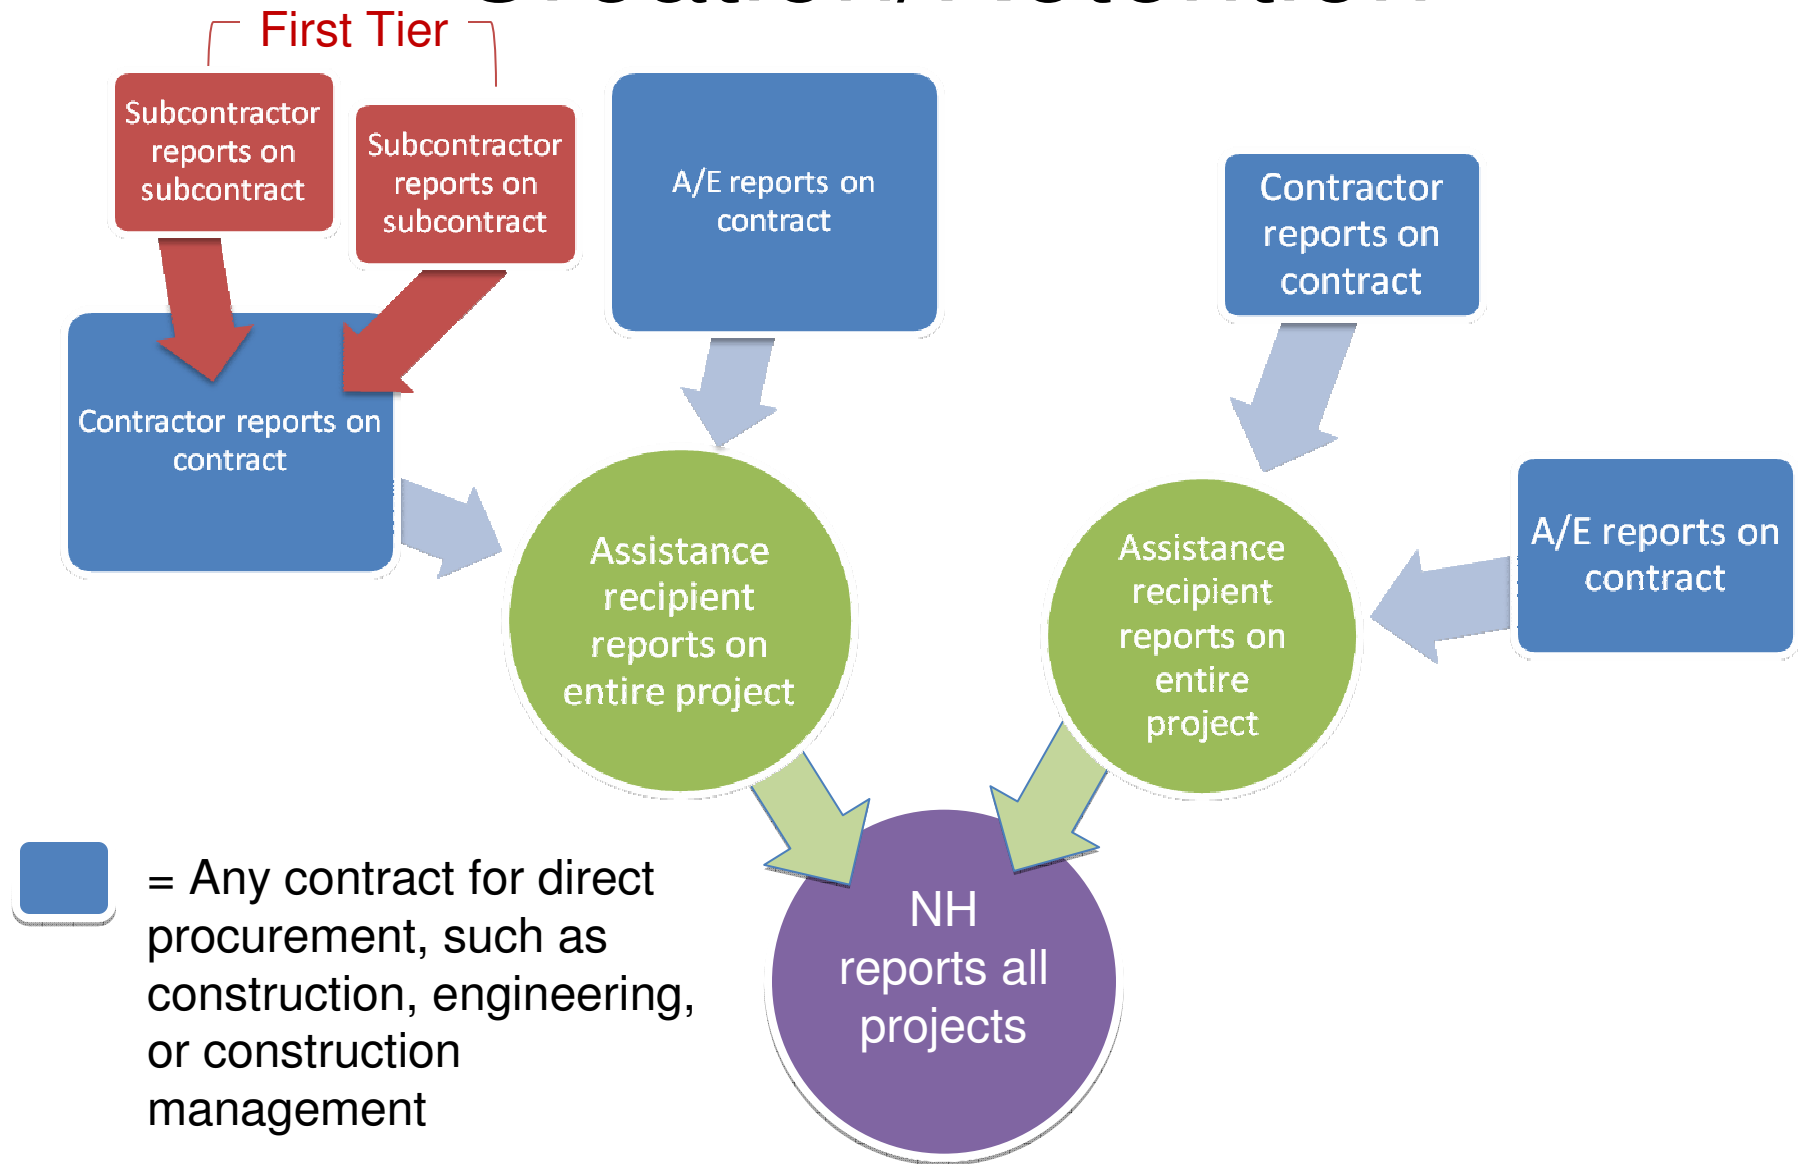 First Tier
Subcontractor
reports on
subcontract
Subcontractor
reports on
subcontract
A/E reports on
contract
Contractor
reports on
contract
Contractor reports on
contract
A/E reports on
contract
Assistance
recipient
reports on
entire project
Assistance
recipient
reports on
entire
project
NH
reports all
projects
= Any contract for direct
procurement, such as
construction, engineering,
or construction
management